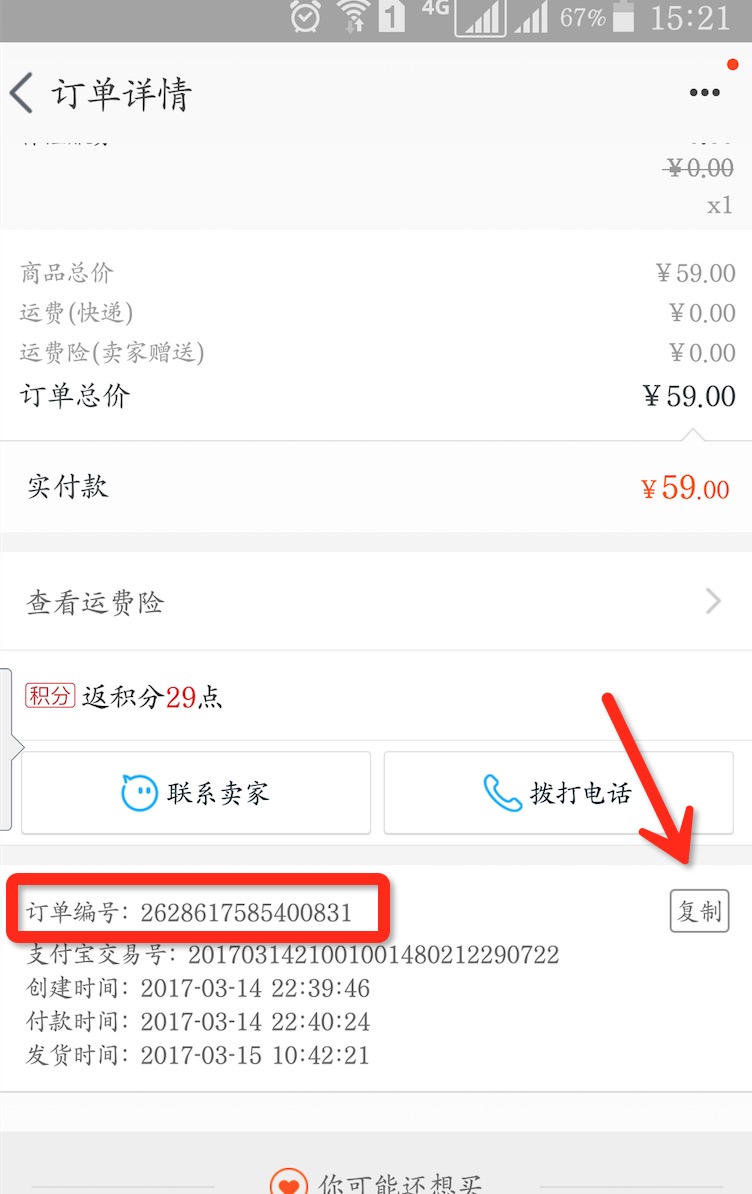 4G 1 67% 15:21
订单详情
¥0.00
x1
商品总价 ¥59.00
运费(快递) ¥0.00
运费险(卖家赠送) ¥0.00
订单总价 ¥59.00
实付款 ¥59.00
查看运费险
积分 返积分29点
联系卖家 拨打电话
订单编号: 2628617585400831 复制
支付宝交易号: 2017031421001001480212290722
创建时间: 2017-03-14 22:39:46
付款时间: 2017-03-14 22:40:24
发货时间: 2017-03-15 10:42:21
你可能还想买